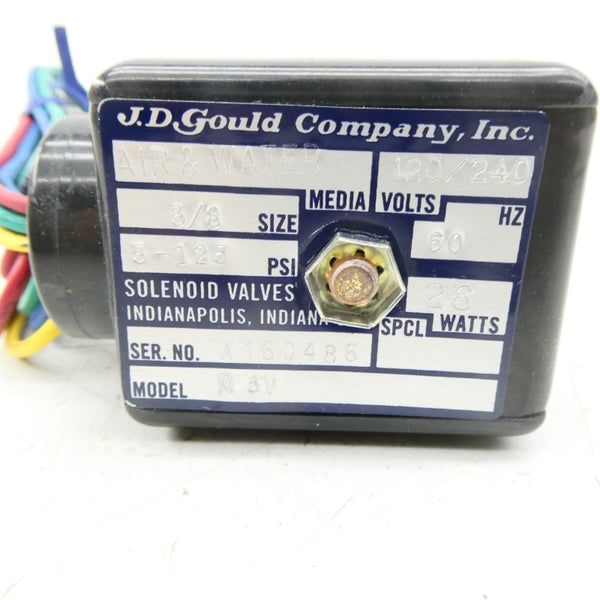 J.D.Gould Company, Inc.
AIR & WATER MEDIA
120/240 VOLTS
3/8 SIZE
60 HZ
5-125 PSI
SOLENOID VALVES
INDIANAPOLIS, INDIANA
26 WATTS
SPCL
SER. NO. A160486
MODEL M 3V